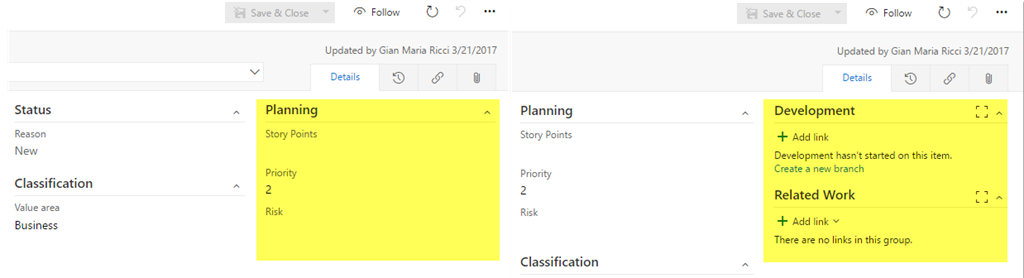 Save & Close
Follow
Updated by Gian Maria Ricci 3/21/2017
Details
Status
Reason
New
Classification
Value area
Business
Planning
Story Points
Priority
2
Risk
Save & Close
Follow
Updated by Gian Maria Ricci 3/21/2017
Details
Planning
Story Points
Priority
2
Risk
Classification
Development
Add link
Development hasn't started on this item.
Create a new branch
Related Work
Add link
There are no links in this group.